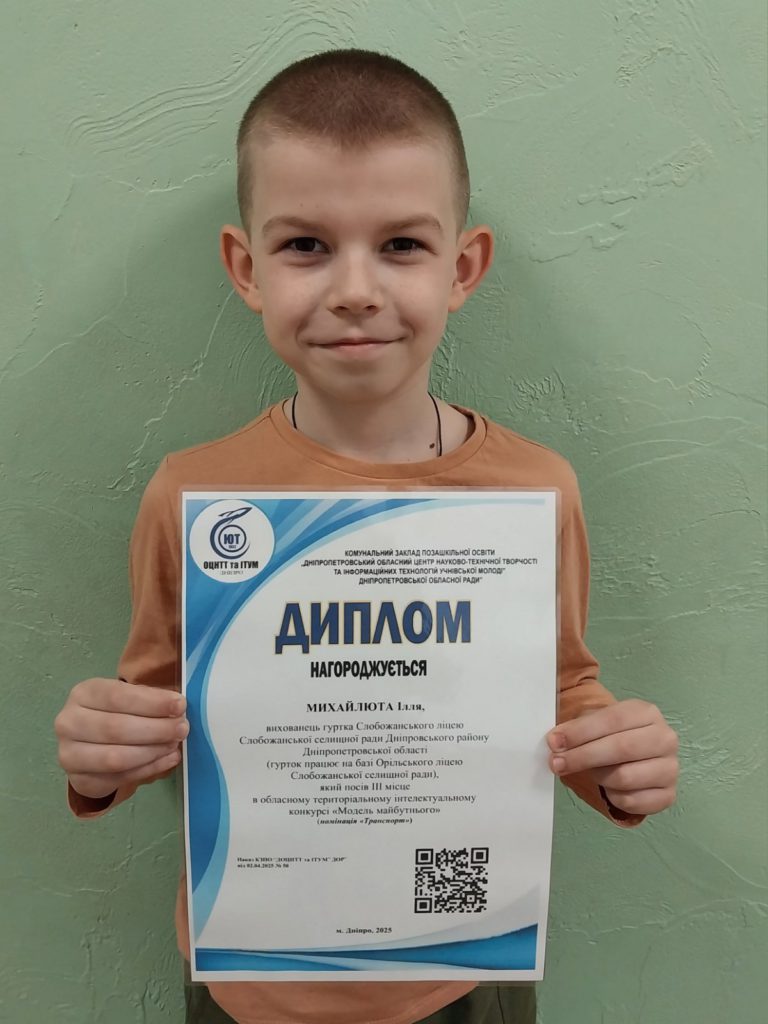 ЮТ
ОЦНТТ та ІТУМ
ДНІПРО
КОМУНАЛЬНИЙ ЗАКЛАД ПОЗАШКІЛЬНОЇ ОСВІТИ
"ДНІПРОПЕТРОВСЬКИЙ ОБЛАСНИЙ ЦЕНТР НАУКОВО-ТЕХНІЧНОЇ ТВОРЧОСТІ
ТА ІНФОРМАЦІЙНИХ ТЕХНОЛОГІЙ УЧНІВСЬКОЇ МОЛОДІ"
ДНІПРОПЕТРОВСЬКОЇ ОБЛАСНОЇ РАДИ"
ДИПЛОМ
НАГОРОДЖУЄТЬСЯ
МИХАЙЛЮТА Ілля,
вихованець гуртка Слобожанського ліцею
Слобожанської селищної ради Дніпровського району
Дніпропетровської області
(гурток працює на базі Орільського ліцею
Слобожанської селищної ради),
який посів ІІІ місце
в обласному територіальному інтелектуальному
конкурсі «Модель майбутнього»
(номінація «Транспорт»)
Наказ КЗПО "ДОЦНТТ та ІТУМ" ДОР"
від 02.04.2025 № 50
м. Дніпро, 2025